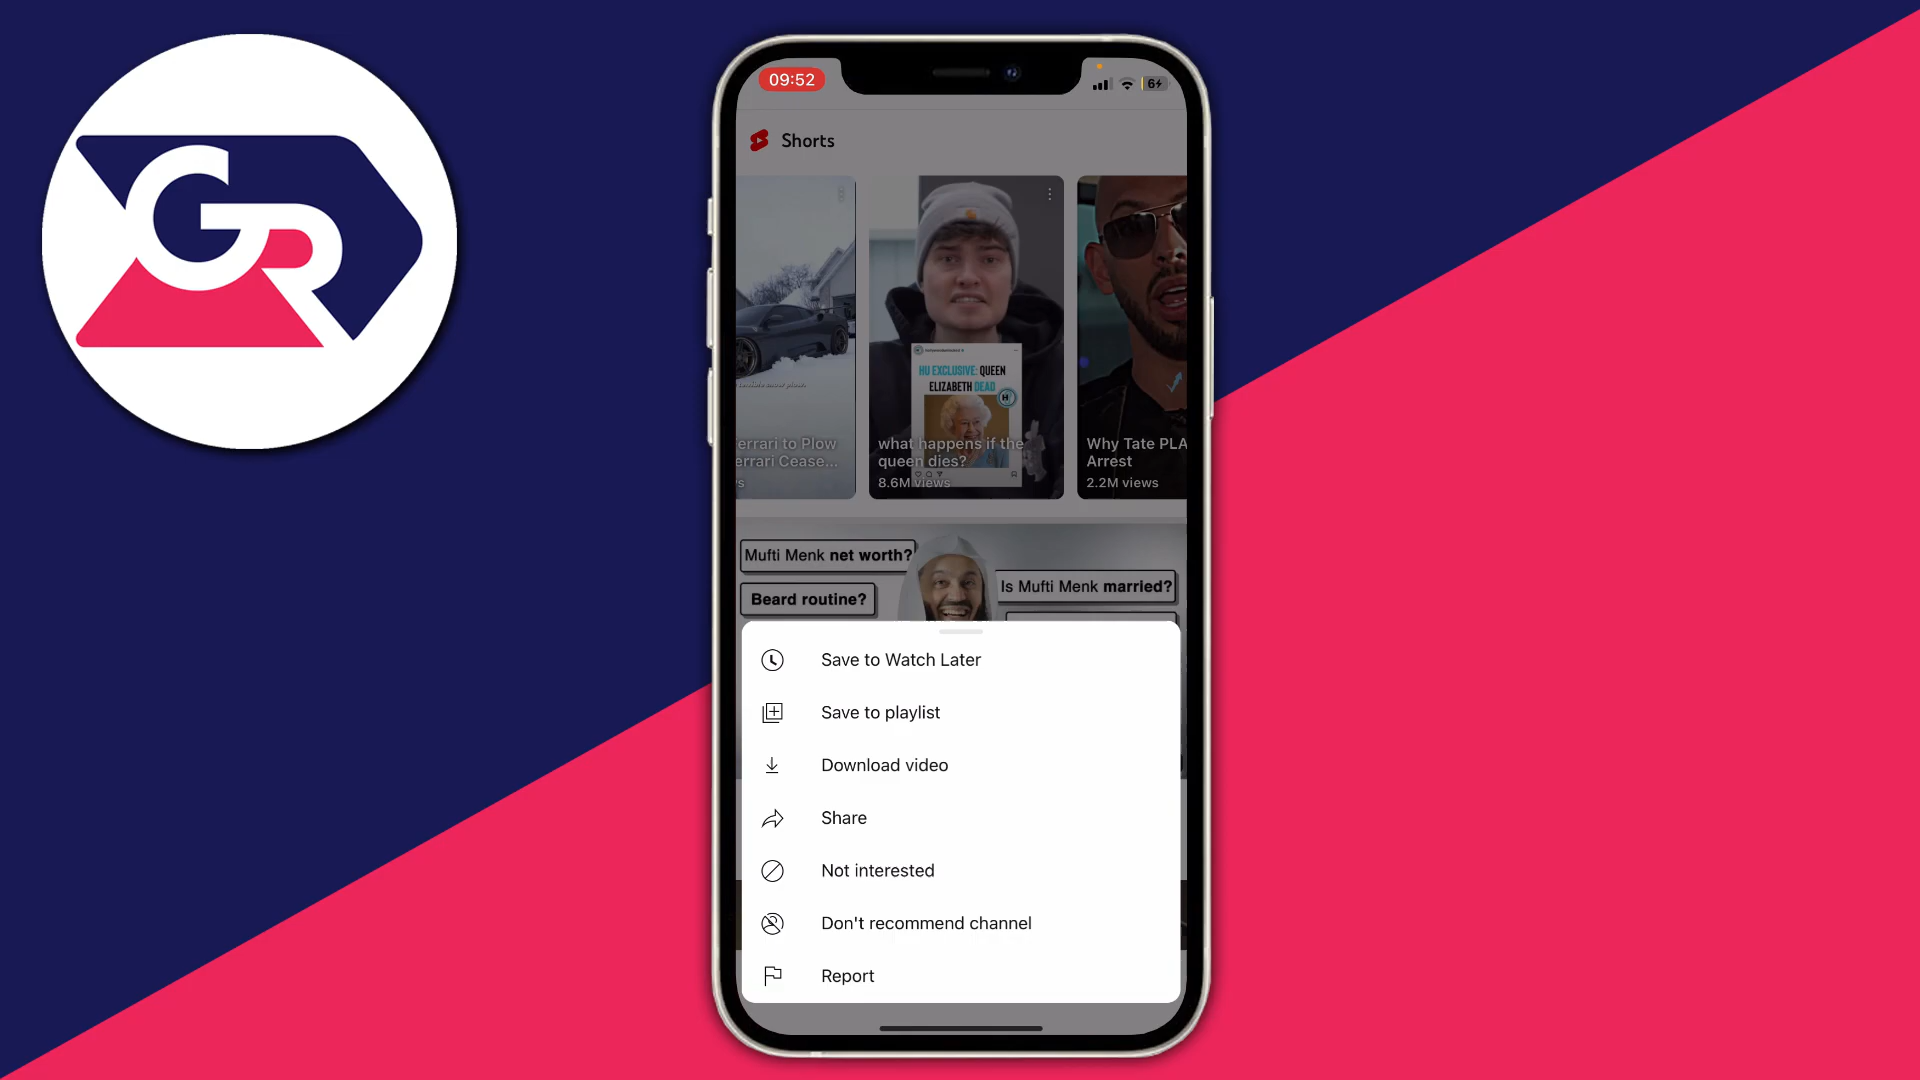 GR
09:52
6
Shorts
HU EXCLUSIVE: QUEEN
ELIZABETH DEAD
H
errari to Plow
errari Cease...
what happens if the
queen dies?
8.6M views
Why Tate PLA
Arrest
2.2M views
Mufti Menk net worth?
Is Mufti Menk married?
Beard routine?
Save to Watch Later
Save to playlist
Download video
Share
Not interested
Don't recommend channel
Report